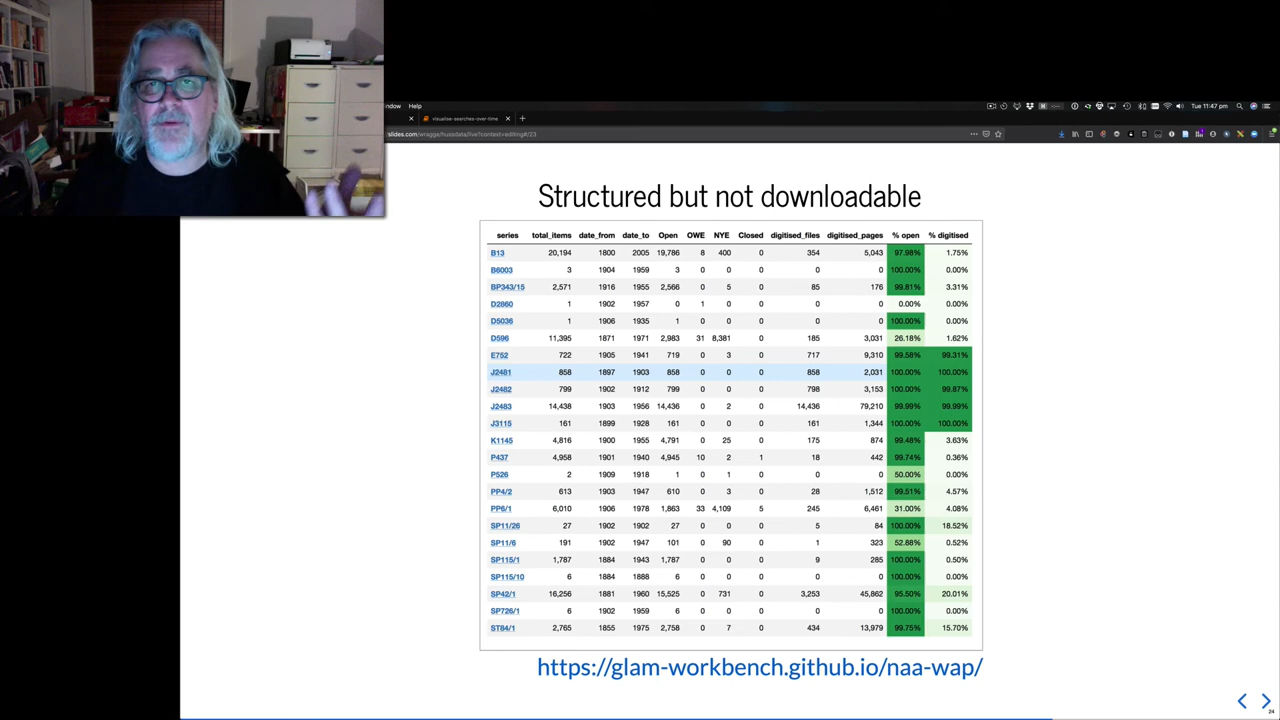 ndow Help
Tue 11:47 pm
visualise-searches-over-time
slides.com/wragge/hussdata/live?context=editing#/23
Structured but not downloadable
series total_items date_from date_to Open OWE NYE Closed digitised_files digitised_pages % open % digitised
B13 20,194 1800 2005 19,786 8 400 0 354 5,043 97.98% 1.75%
B6003 3 1904 1959 3 0 0 0 0 0 100.00% 0.00%
BP343/15 2,571 1916 1955 2,566 0 5 0 85 176 99.81% 3.31%
D2860 1 1902 1957 0 1 0 0 0 0 0.00% 0.00%
D5036 1 1906 1935 1 0 0 0 0 0 100.00% 0.00%
D596 11,395 1871 1971 2,983 31 8,381 0 185 3,031 26.18% 1.62%
E752 722 1905 1941 719 0 3 0 717 9,310 99.58% 99.31%
J2481 858 1897 1903 858 0 0 0 858 2,031 100.00% 100.00%
J2482 799 1902 1912 799 0 0 0 798 3,153 100.00% 99.87%
J2483 14,438 1903 1956 14,436 0 2 0 14,436 79,210 99.99% 99.99%
J3115 161 1899 1928 161 0 0 0 161 1,344 100.00% 100.00%
K1145 4,816 1900 1955 4,791 0 25 0 175 874 99.48% 3.63%
P437 4,958 1901 1940 4,945 10 2 1 18 442 99.74% 0.36%
P526 2 1909 1918 1 0 1 0 0 0 50.00% 0.00%
PP4/2 613 1903 1947 610 0 3 0 28 1,512 99.51% 4.57%
PP6/1 6,010 1906 1978 1,863 33 4,109 5 245 6,461 31.00% 4.08%
SP11/26 27 1902 1902 27 0 0 0 5 84 100.00% 18.52%
SP11/6 191 1902 1947 101 0 90 0 1 323 52.88% 0.52%
SP115/1 1,787 1884 1943 1,787 0 0 0 9 285 100.00% 0.50%
SP115/10 6 1884 1888 6 0 0 0 0 0 100.00% 0.00%
SP42/1 16,256 1881 1960 15,525 0 731 0 3,253 45,862 95.50% 20.01%
SP726/1 6 1902 1959 6 0 0 0 0 0 100.00% 0.00%
ST84/1 2,765 1855 1975 2,758 0 7 0 434 13,979 99.75% 15.70%
https://glam-workbench.github.io/naa-wap/
24